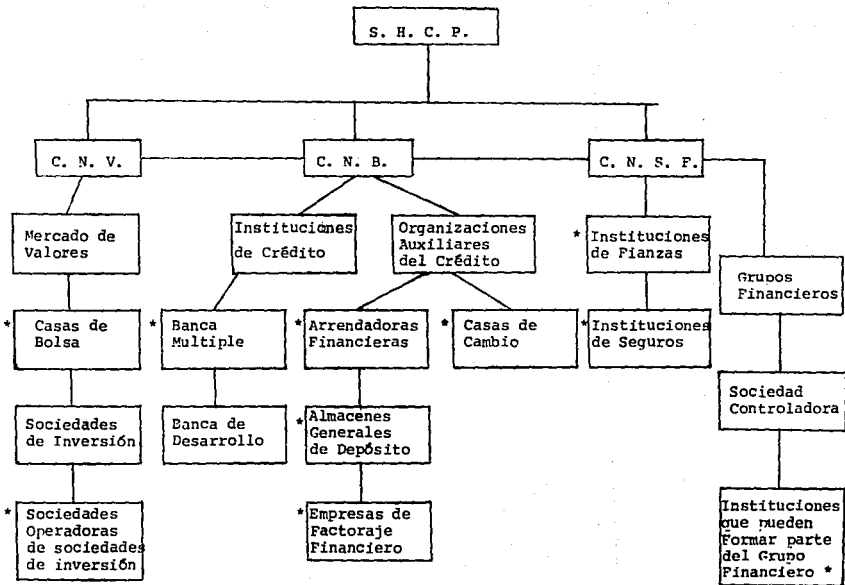 S. H. C. P.
C. N. V.
C. N. B.
C. N. S. F.
Mercado de
Valores
Instituciones
de Crédito
Organizaciones
Auxiliares
del Crédito
* Instituciones
de Fianzas
Grupos
Financieros
* Casas de
Bolsa
* Banca
Multiple
* Arrendadoras
Financieras
* Casas de
Cambio
* Instituciones
de Seguros
Sociedad
Controladora
Sociedades
de Inversión
Banca de
Desarrollo
* Almacenes
Generales
de Depósito
* Sociedades
Operadoras
de sociedades
de inversión
* Empresas de
Factoraje
Financiero
Instituciones
que pueden
Formar parte
del Grupo
Financiero *